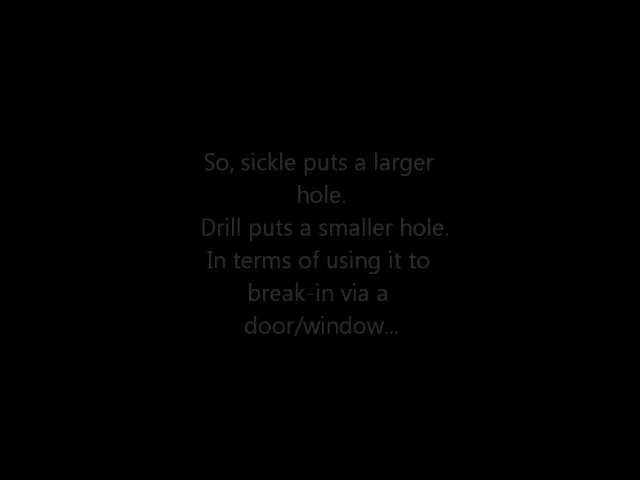 So, sickle puts a larger
hole.
Drill puts a smaller hole.
In terms of using it to
break-in via a
door/window...